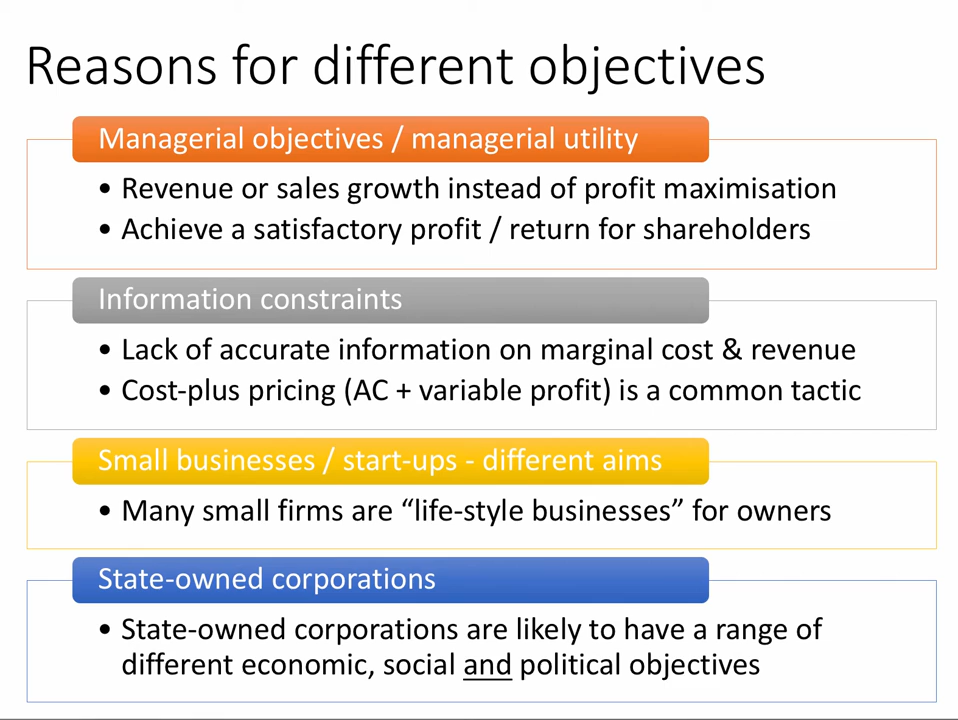 Reasons for different objectives
Managerial objectives / managerial utility
• Revenue or sales growth instead of profit maximisation
• Achieve a satisfactory profit / return for shareholders
Information constraints
• Lack of accurate information on marginal cost & revenue
• Cost-plus pricing (AC + variable profit) is a common tactic
Small businesses / start-ups - different aims
• Many small firms are “life-style businesses” for owners
State-owned corporations
• State-owned corporations are likely to have a range of
different economic, social and political objectives